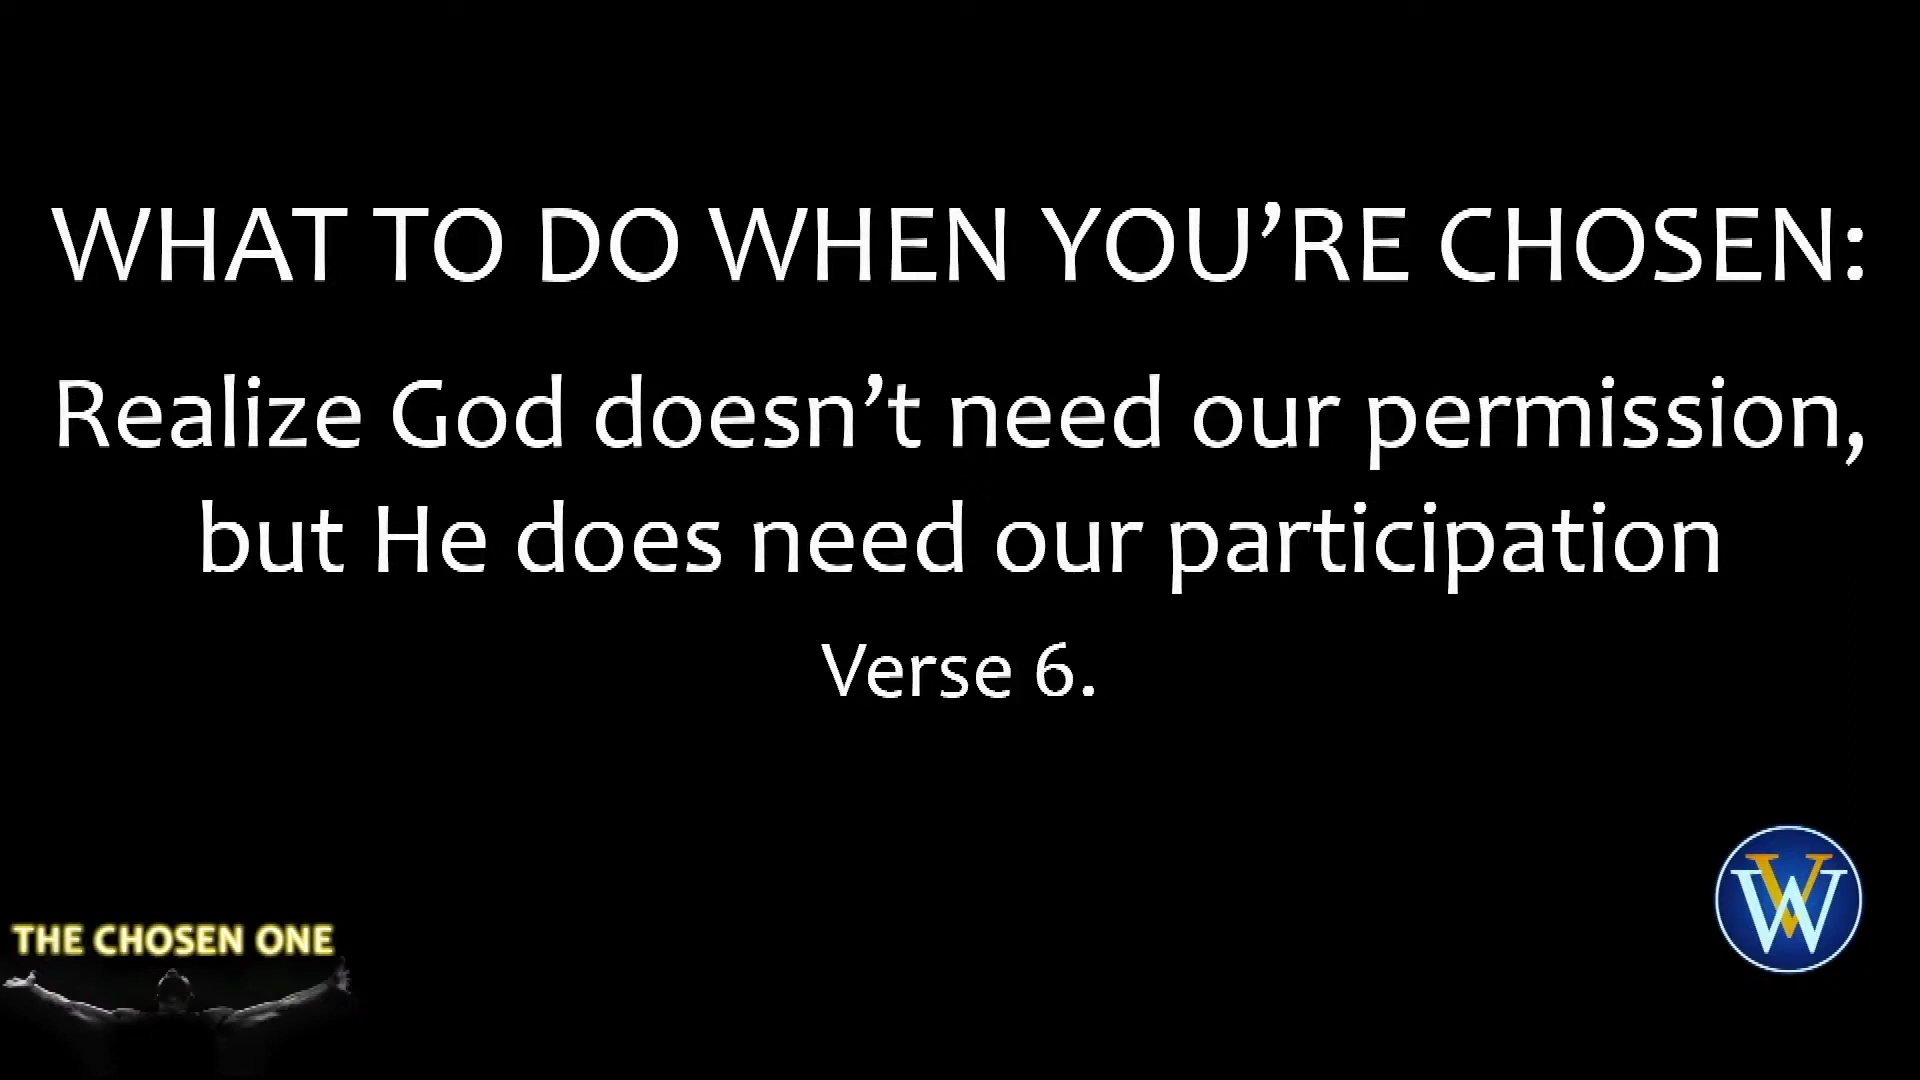 WHAT TO DO WHEN YOU’RE CHOSEN:
Realize God doesn’t need our permission,
but He does need our participation
Verse 6.
THE CHOSEN ONE
VW